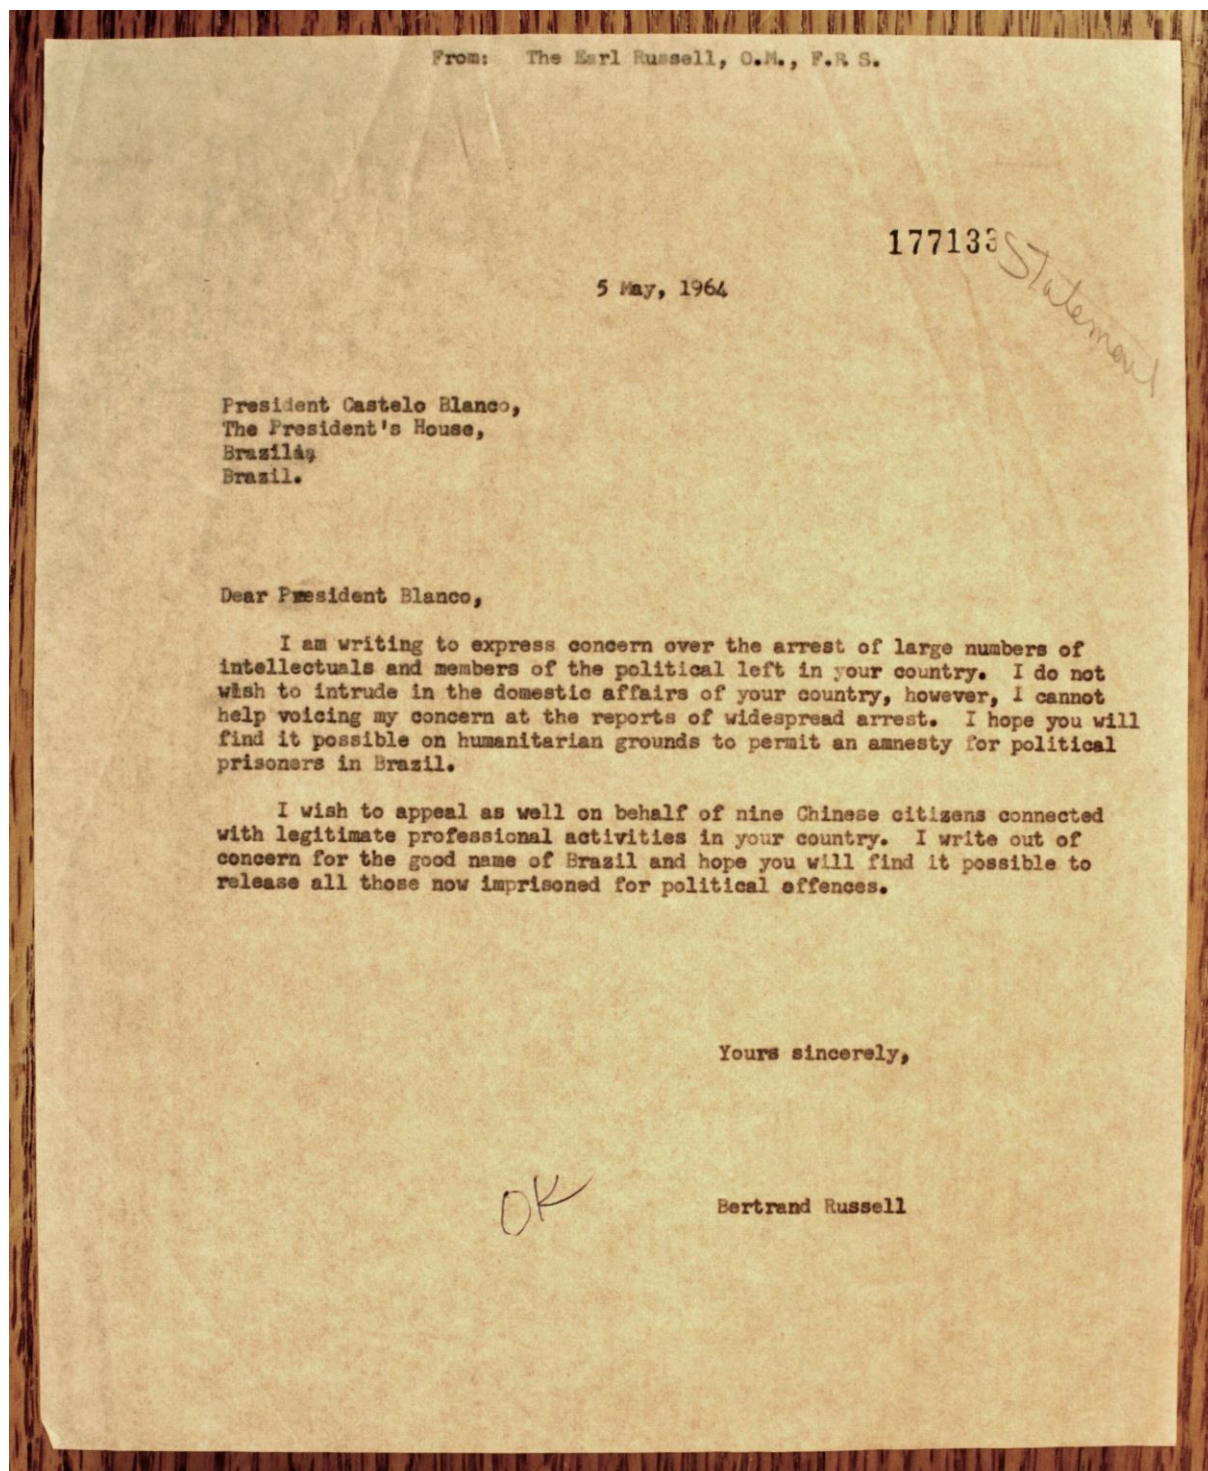 From: The Earl Russell, O.M., F.R.S.
177133
Statement
5 May, 1964
President Castelo Blanco,
The President's House,
Brazilia,
Brazil.
Dear President Blanco,
I am writing to express concern over the arrest of large numbers of
intellectuals and members of the political left in your country. I do not
wish to intrude in the domestic affairs of your country, however, I cannot
help voicing my concern at the reports of widespread arrest. I hope you will
find it possible on humanitarian grounds to permit an amnesty for political
prisoners in Brazil.
I wish to appeal as well on behalf of nine Chinese citizens connected
with legitimate professional activities in your country. I write out of
concern for the good name of Brazil and hope you will find it possible to
release all those now imprisoned for political offences.
Yours sincerely,
OK
Bertrand Russell